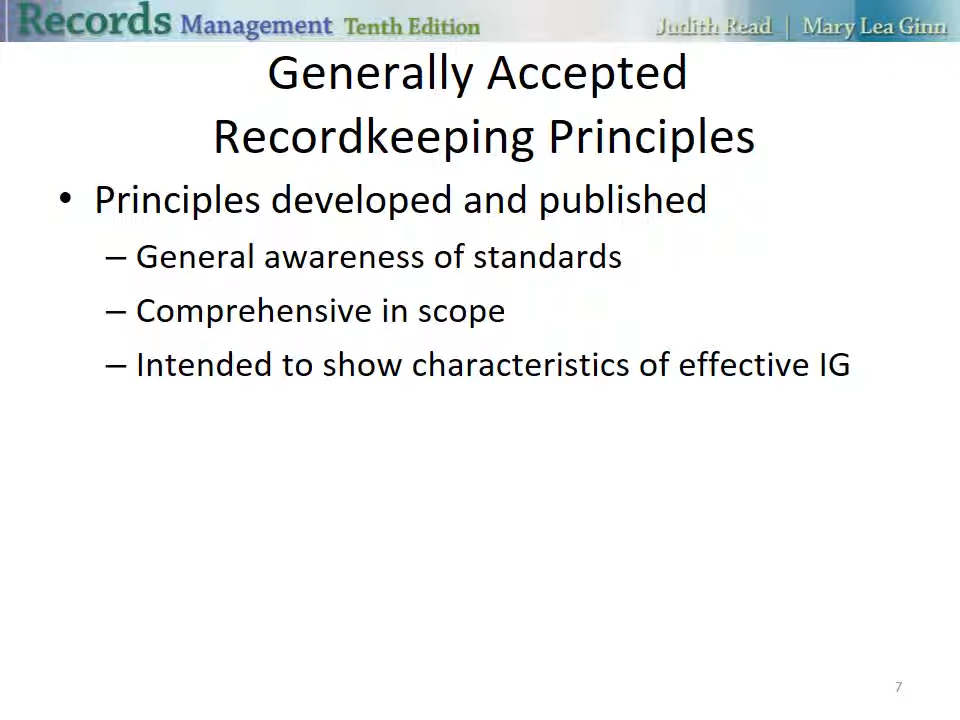 Records Management Tenth Edition Judith Read | Mary Lea Ginn
Generally Accepted
Recordkeeping Principles
• Principles developed and published
– General awareness of standards
– Comprehensive in scope
– Intended to show characteristics of effective IG
7